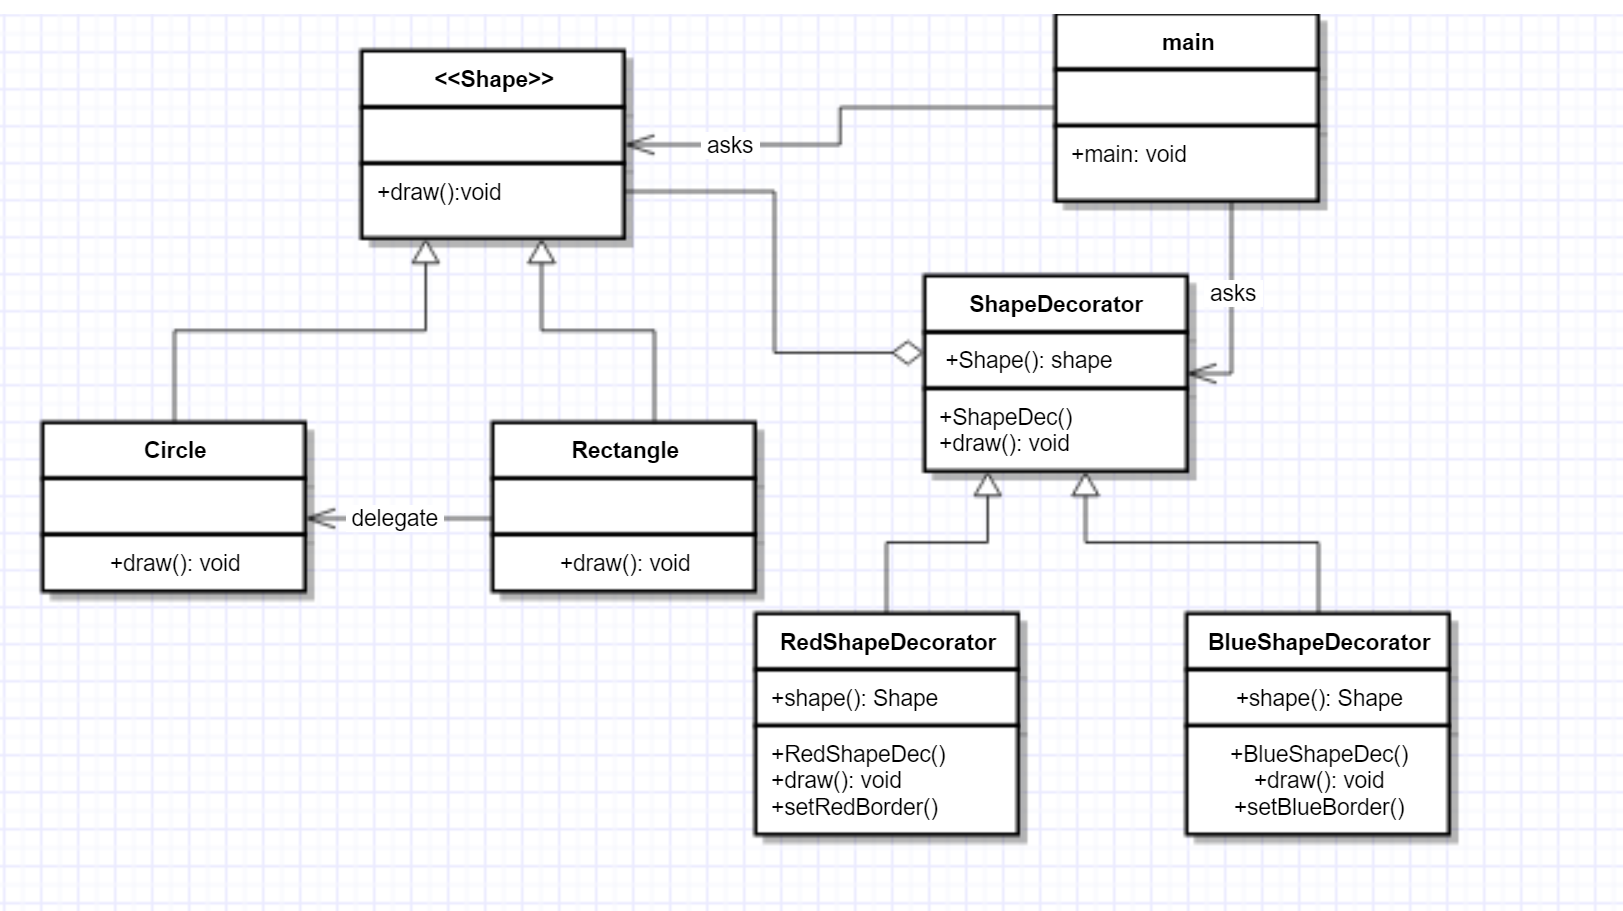 <<Shape>>
+draw():void
main
+main: void
asks
asks
ShapeDecorator
+Shape(): shape
+ShapeDec()
+draw(): void
Circle
+draw(): void
delegate
Rectangle
+draw(): void
RedShapeDecorator
+shape(): Shape
+RedShapeDec()
+draw(): void
+setRedBorder()
BlueShapeDecorator
+shape(): Shape
+BlueShapeDec()
+draw(): void
+setBlueBorder()